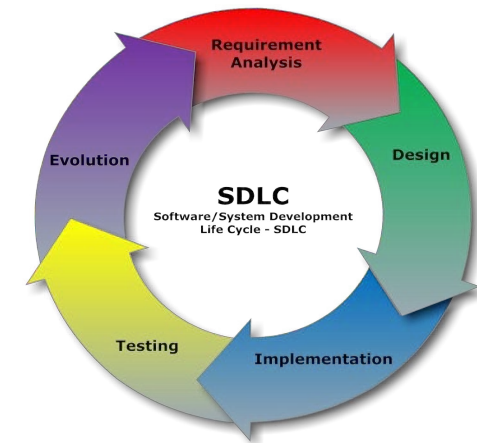 Requirement
Analysis
Design
Evolution
SDLC
Software/System Development
Life Cycle - SDLC
Testing
Implementation